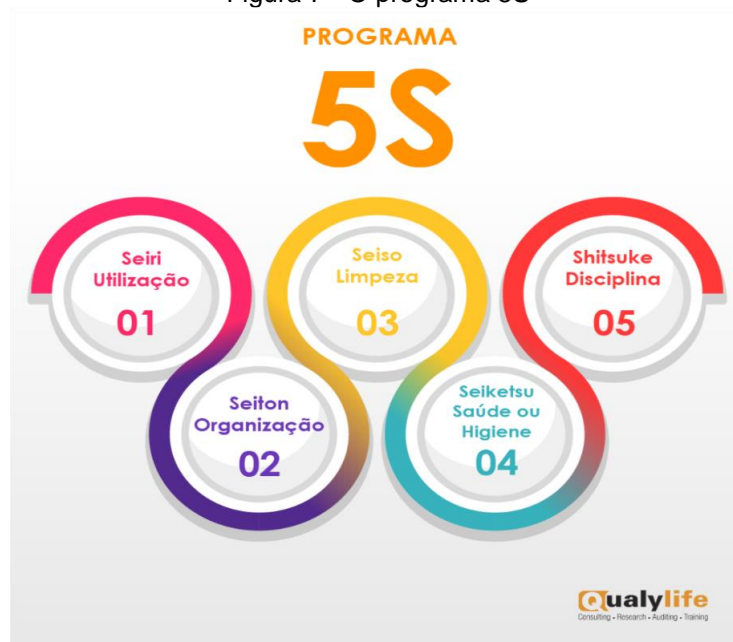 PROGRAMA
5S
Seiri
Utilização
01
Seiton
Organização
02
Seiso
Limpeza
03
Seiketsu
Saúde ou
Higiene
04
Shitsuke
Disciplina
05
Qualylife
Consulting - Research - Auditing - Training